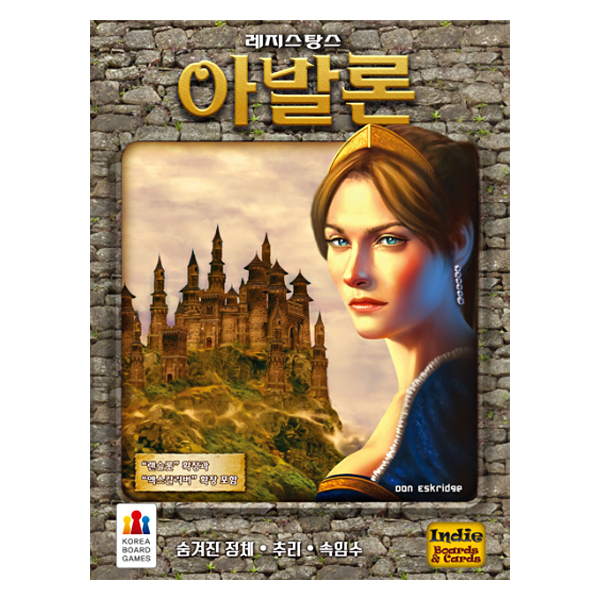 레지스탕스
아발론
"랜슬롯" 확장과
"엑스칼리버" 확장 포함
Don Eskridge
KOREA
BOARD
GAMES
숨겨진 정체 • 추리 • 속임수
Indie
Boards
& Cards